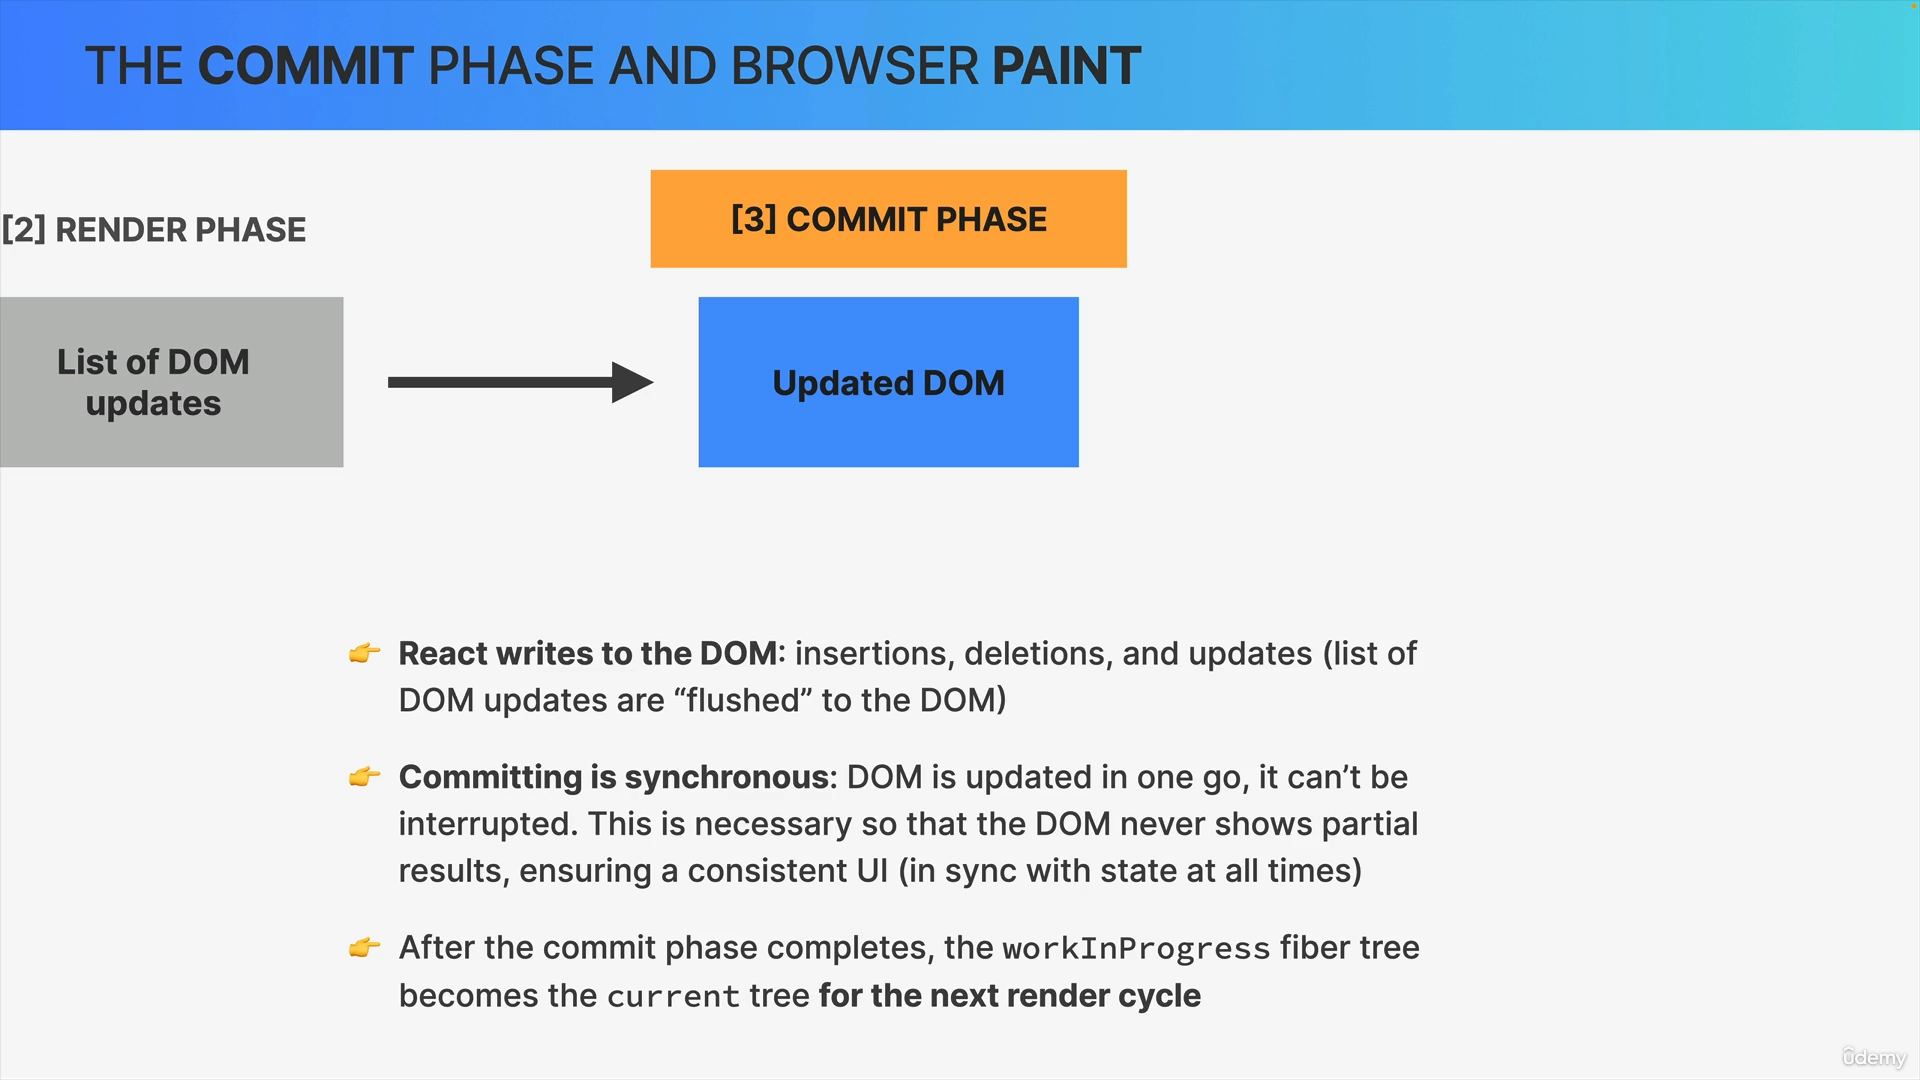 THE COMMIT PHASE AND BROWSER PAINT
[2] RENDER PHASE
[3] COMMIT PHASE
List of DOM
updates
Updated DOM
👉 React writes to the DOM: insertions, deletions, and updates (list of
DOM updates are “flushed” to the DOM)
👉 Committing is synchronous: DOM is updated in one go, it can’t be
interrupted. This is necessary so that the DOM never shows partial
results, ensuring a consistent UI (in sync with state at all times)
👉 After the commit phase completes, the workInProgress fiber tree
becomes the current tree for the next render cycle
ûdemy